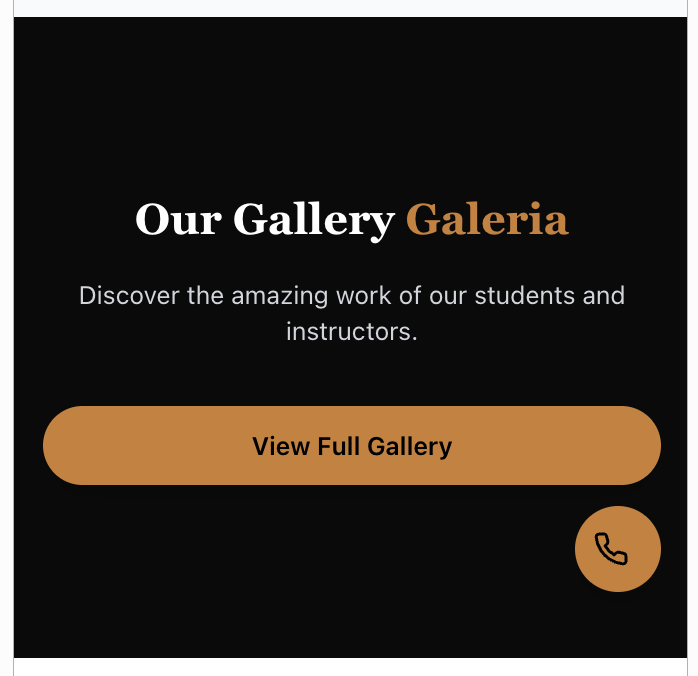 Our Gallery Galeria
Discover the amazing work of our students and
instructors.
View Full Gallery